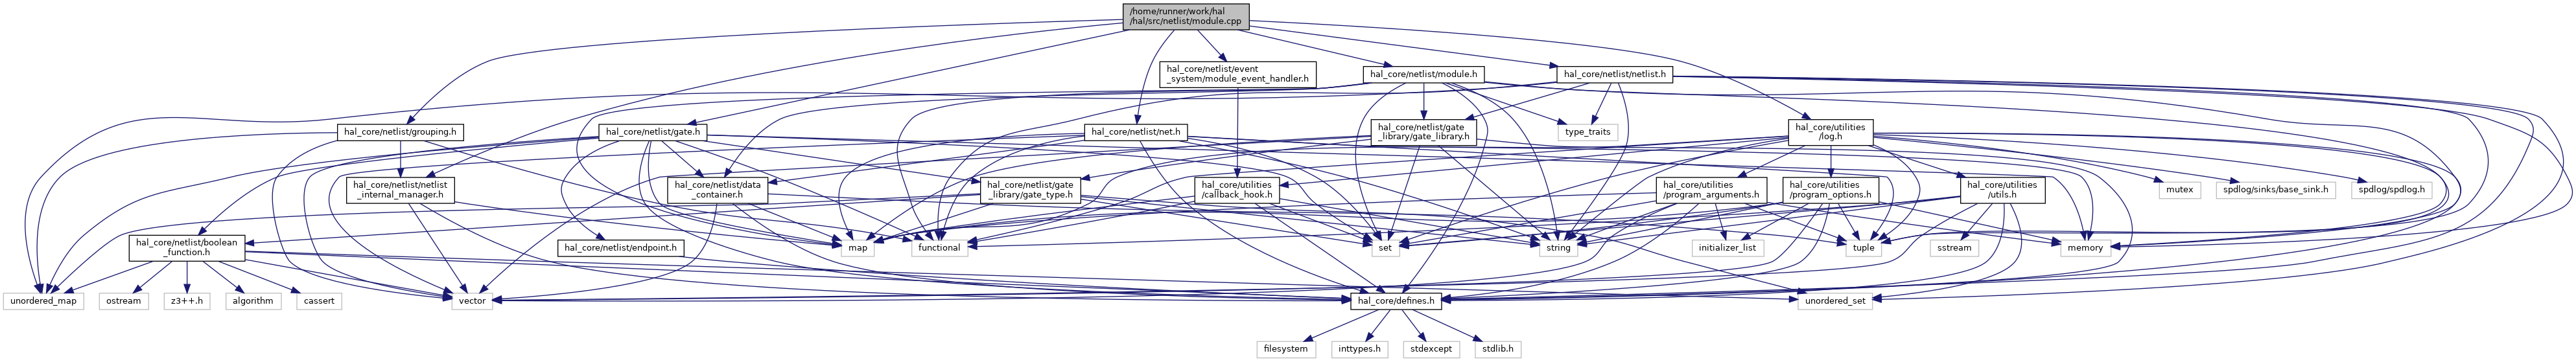 /home/runner/work/hal
/hal/src/netlist/module.cpp
hal_core/netlist/event
_system/module_event_handler.h
hal_core/netlist/module.h
hal_core/netlist/netlist.h
hal_core/netlist/grouping.h
hal_core/netlist/gate.h
hal_core/netlist/net.h
hal_core/netlist/gate
_library/gate_library.h
type_traits
hal_core/utilities
/log.h
hal_core/netlist/netlist
_internal_manager.h
hal_core/netlist/data
_container.h
hal_core/netlist/gate
_library/gate_type.h
hal_core/utilities
/callback_hook.h
hal_core/utilities
/program_arguments.h
hal_core/utilities
/program_options.h
hal_core/utilities
/utils.h
mutex
spdlog/sinks/base_sink.h
spdlog/spdlog.h
hal_core/netlist/boolean
_function.h
hal_core/netlist/endpoint.h
map
functional
set
string
initializer_list
tuple
sstream
memory
unordered_map
ostream
z3++.h
algorithm
cassert
vector
hal_core/defines.h
unordered_set
filesystem
inttypes.h
stdexcept
stdlib.h